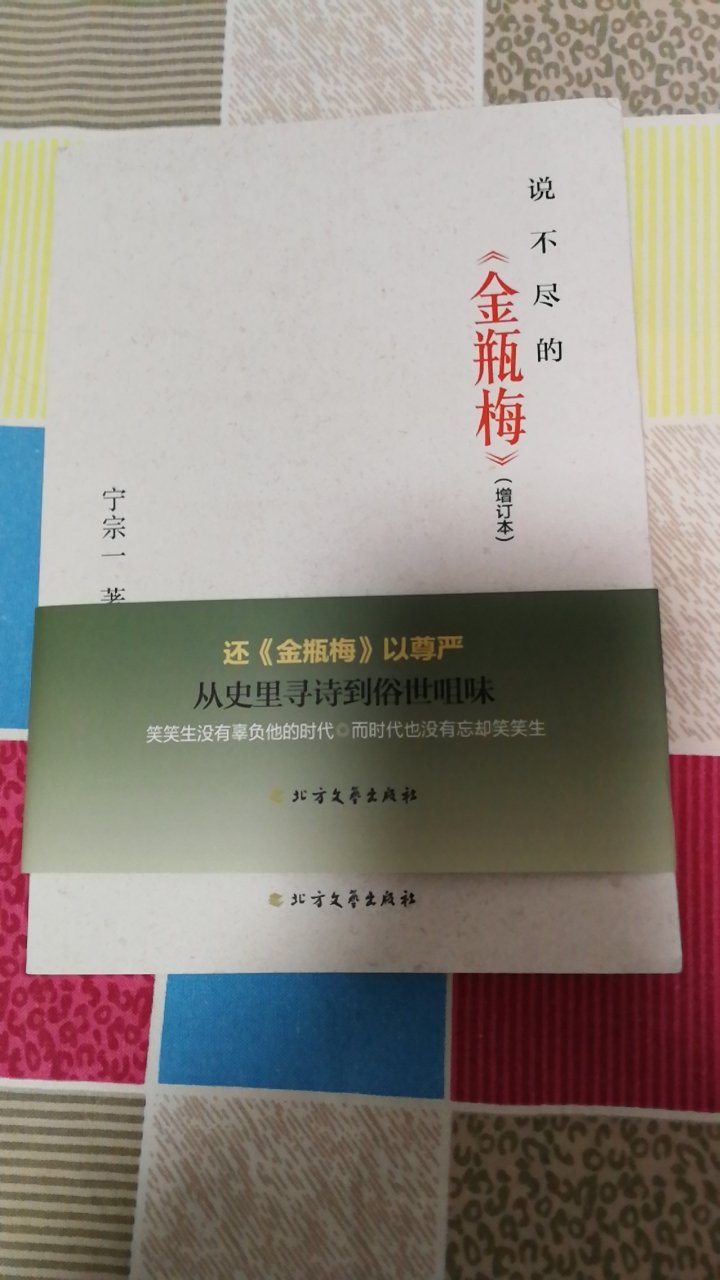 说不尽的
《金瓶梅》
(增订本)
宁宗一 著
还《金瓶梅》以尊严
从史里寻诗到俗世咀味
笑笑生没有辜负他的时代◎而时代也没有忘却笑笑生
北方文艺出版社
北方文艺出版社